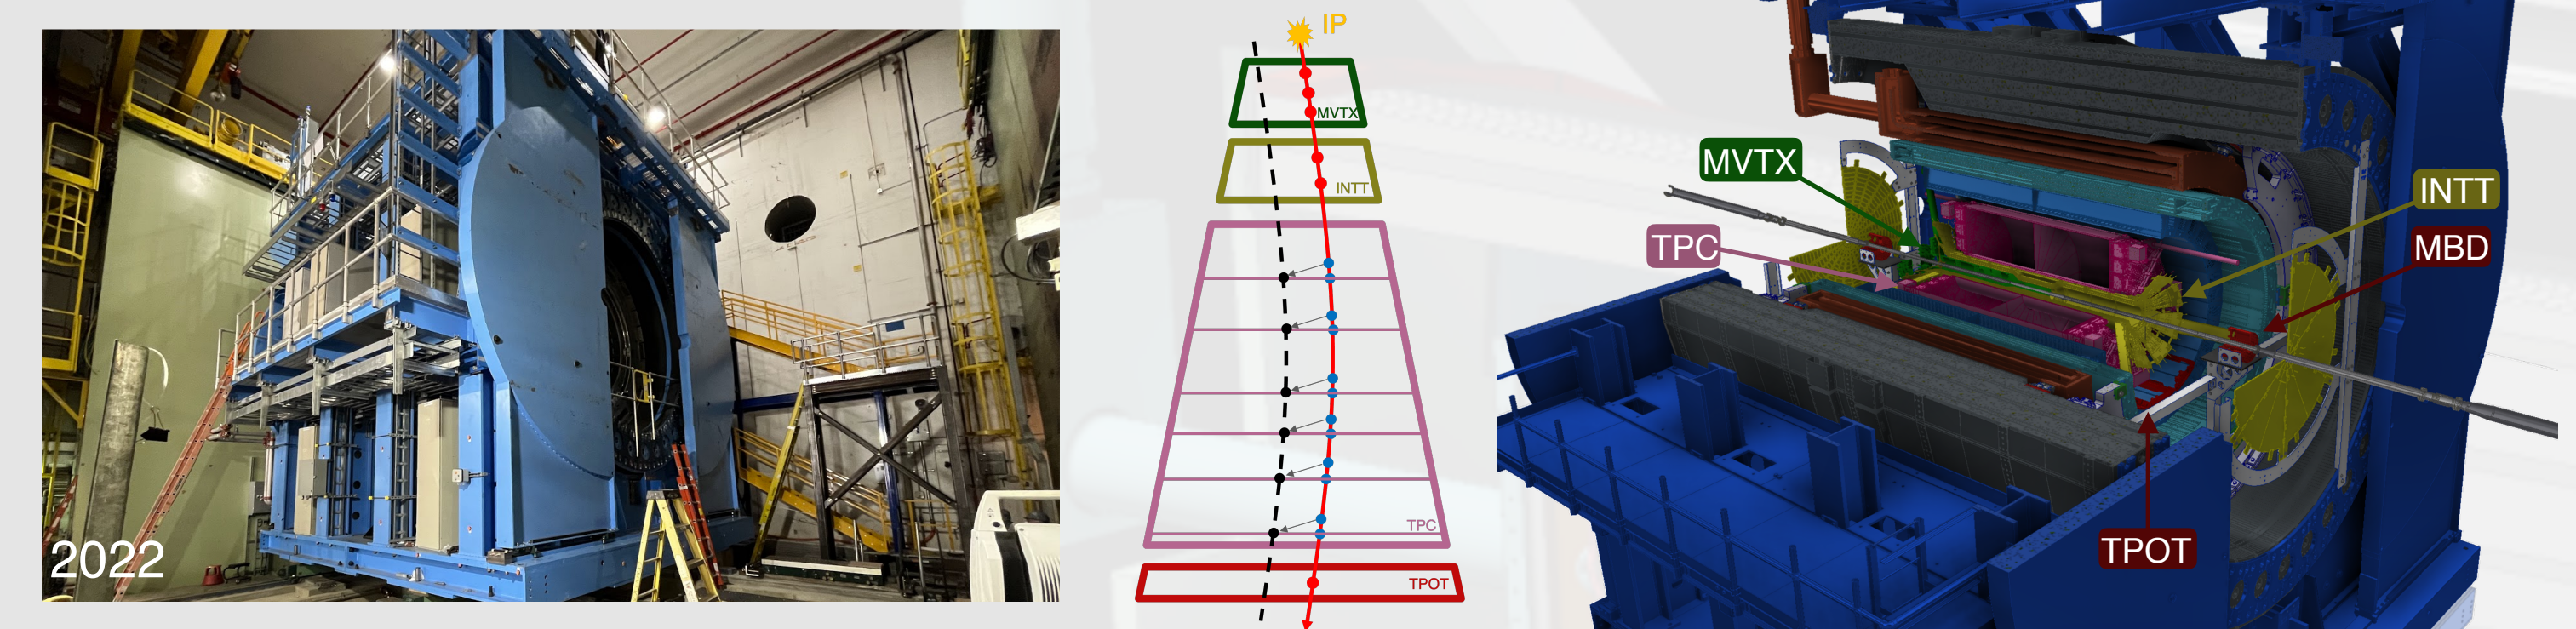 2022
IP
MVTX
INTT
TPC
TPOT
MVTX
TPC
INTT
MBD
TPOT